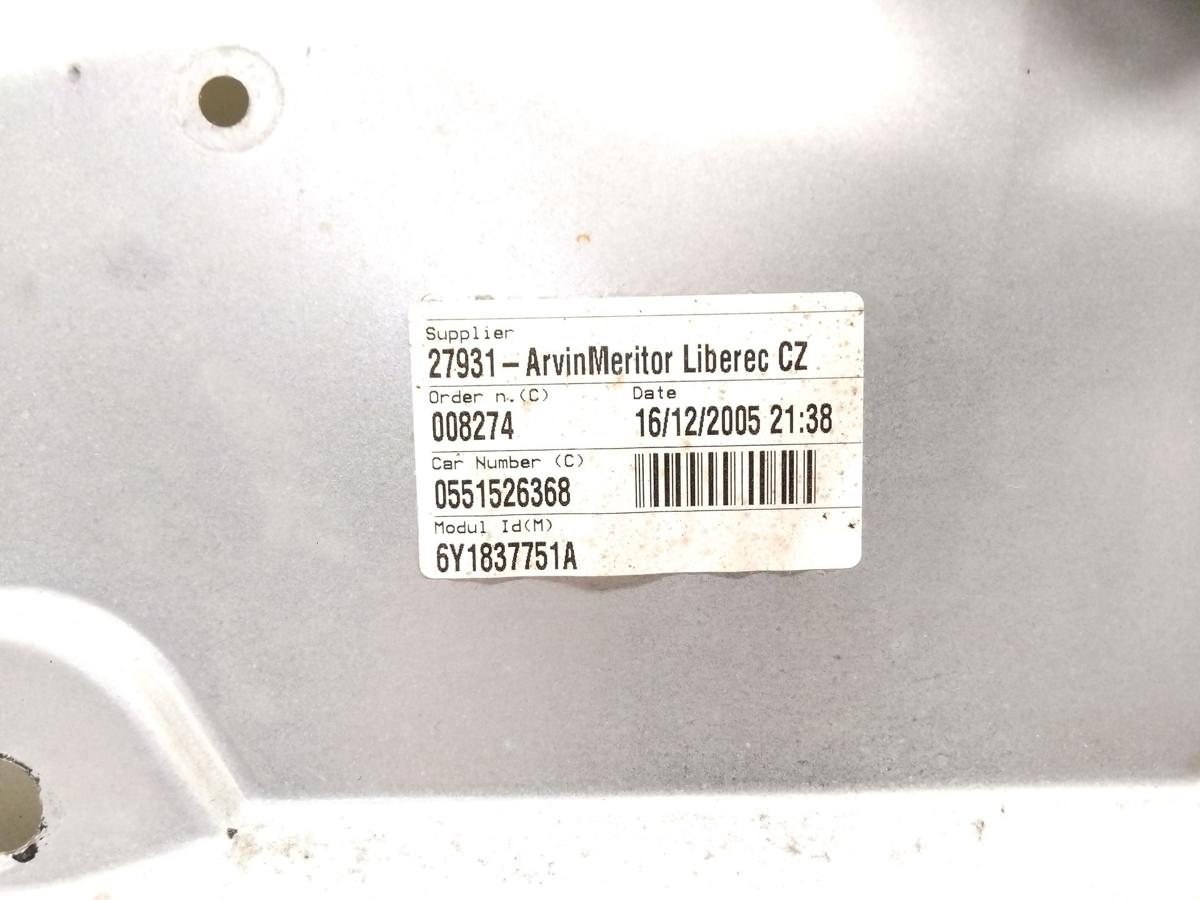 Supplier
27931-ArvinMeritor Liberec CZ
Order n.(C) Date
008274 16/12/2005 21:38
Car Number (C)
0551526368
Modul Id(M)
6Y1837751A